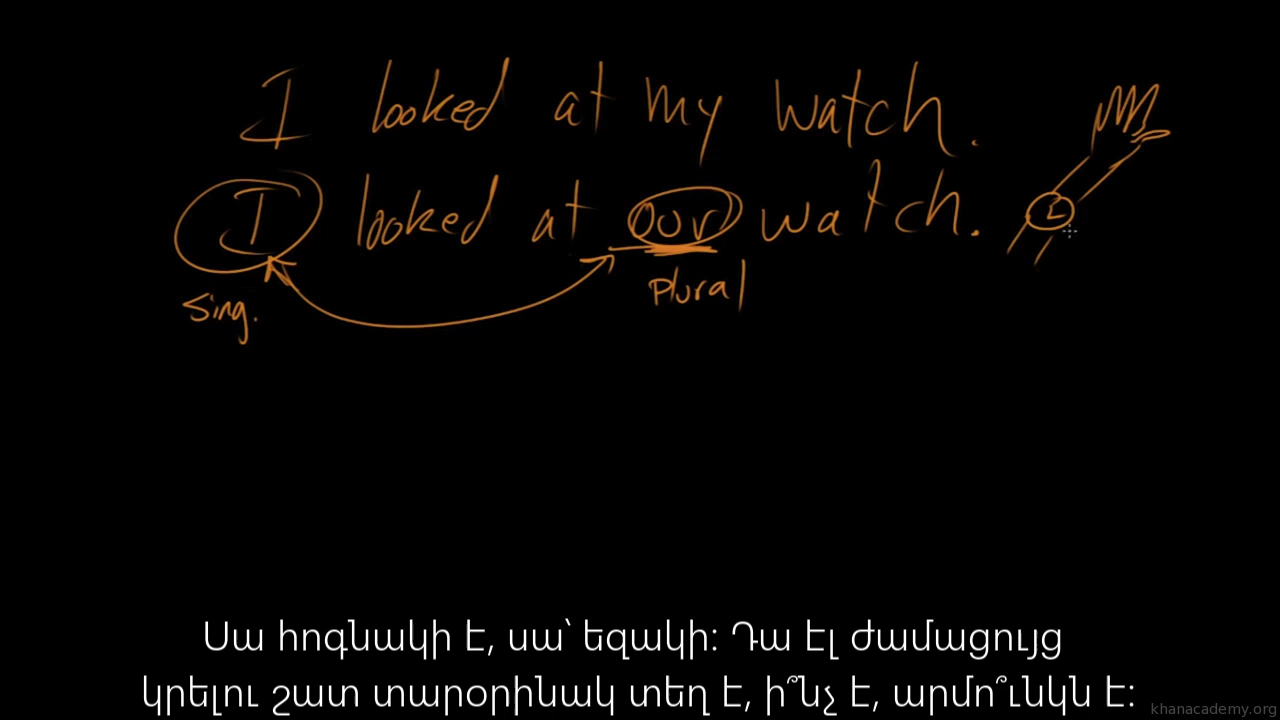 I looked at my watch.
I looked at our watch.
Sing.
plural
Սա հոգնակի է, սա՝ եզակի: Դա էլ ժամացույց
կրելու շատ տարօրինակ տեղ է, ի՞նչ է, արմո՞ւնկն է:
khanacademy.org